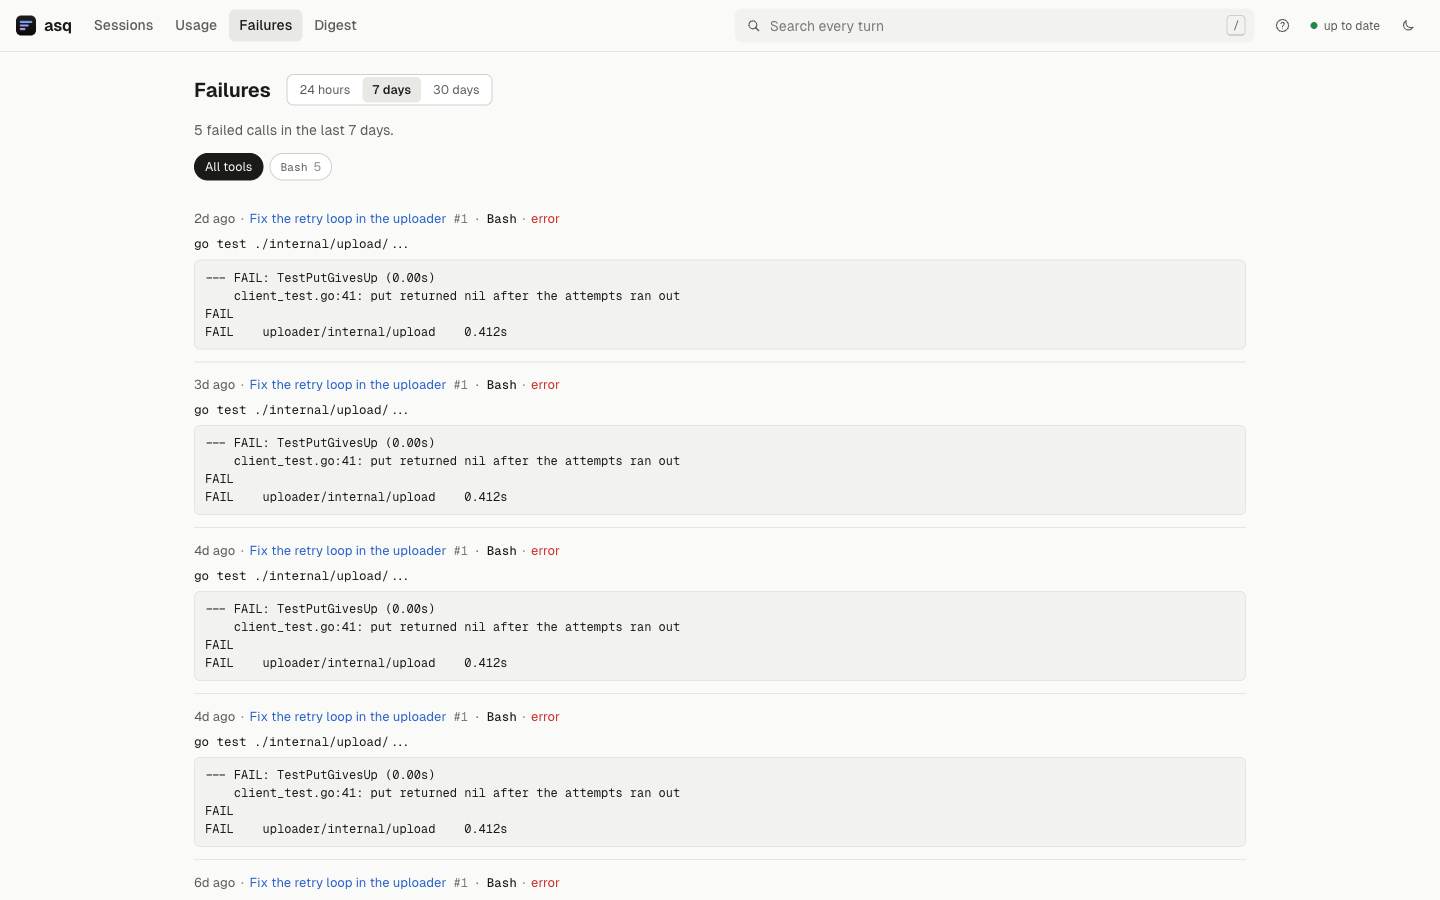 asq Sessions Usage Failures Digest Search every turn / up to date
Failures 24 hours 7 days 30 days
5 failed calls in the last 7 days.
All tools Bash 5
2d ago · Fix the retry loop in the uploader #1 · Bash · error
go test ./internal/upload/...
--- FAIL: TestPutGivesUp (0.00s)
    client_test.go:41: put returned nil after the attempts ran out
FAIL
FAIL    uploader/internal/upload    0.412s
3d ago · Fix the retry loop in the uploader #1 · Bash · error
go test ./internal/upload/...
--- FAIL: TestPutGivesUp (0.00s)
    client_test.go:41: put returned nil after the attempts ran out
FAIL
FAIL    uploader/internal/upload    0.412s
4d ago · Fix the retry loop in the uploader #1 · Bash · error
go test ./internal/upload/...
--- FAIL: TestPutGivesUp (0.00s)
    client_test.go:41: put returned nil after the attempts ran out
FAIL
FAIL    uploader/internal/upload    0.412s
4d ago · Fix the retry loop in the uploader #1 · Bash · error
go test ./internal/upload/...
--- FAIL: TestPutGivesUp (0.00s)
    client_test.go:41: put returned nil after the attempts ran out
FAIL
FAIL    uploader/internal/upload    0.412s
6d ago · Fix the retry loop in the uploader #1 · Bash · error